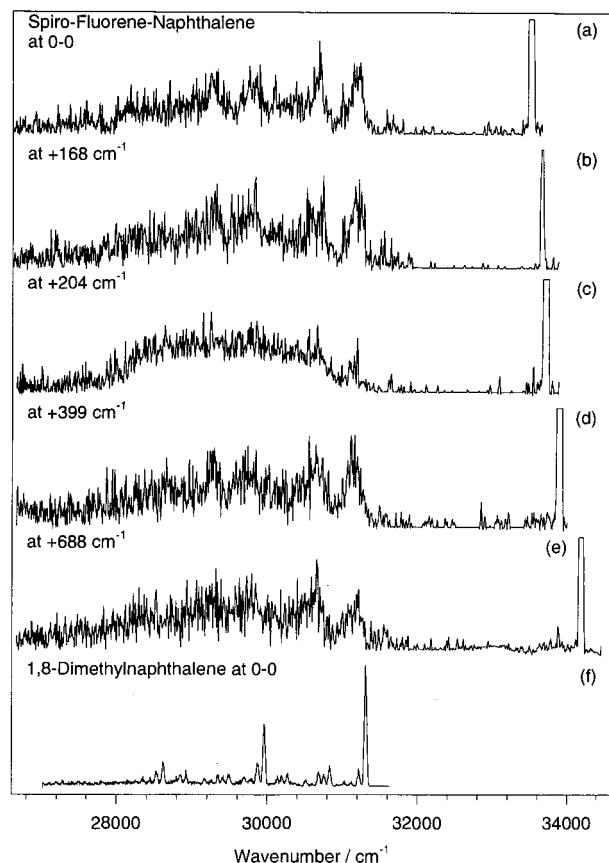 Spiro-Fluorene-Naphthalene
at 0-0
(a)
at +168 cm⁻¹
(b)
at +204 cm⁻¹
(c)
at +399 cm⁻¹
(d)
at +688 cm⁻¹
(e)
1,8-Dimethylnaphthalene at 0-0
(f)
28000 30000 32000 34000
Wavenumber / cm⁻¹